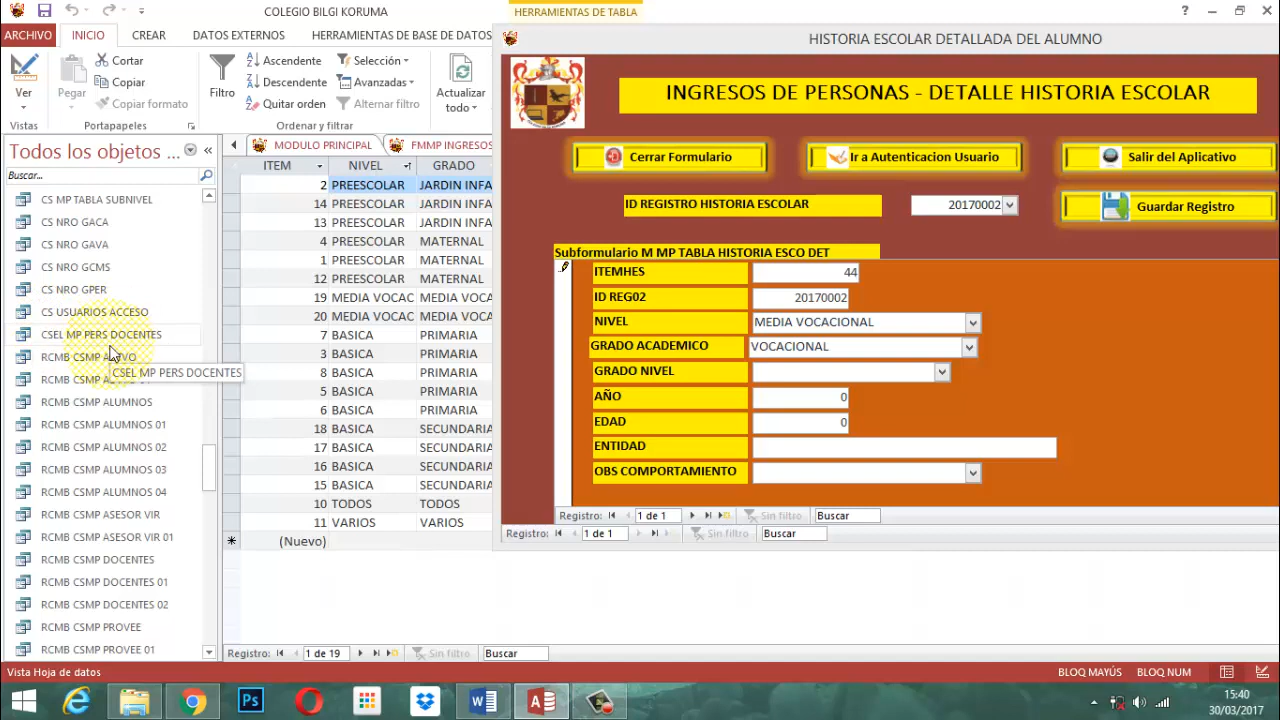 COLEGIO BILGI KORUMA
HERRAMIENTAS DE TABLA
?
ARCHIVO INICIO CREAR DATOS EXTERNOS HERRAMIENTAS DE BASE DE DATOS
HISTORIA ESCOLAR DETALLADA DEL ALUMNO
Ver
Pegar
Cortar
Copiar
Copiar formato
Filtro
Ascendente
Descendente
Quitar orden
Selección
Avanzadas
Alternar filtro
Actualizar
todo
Vistas
Portapapeles
Ordenar y filtrar
INGRESOS DE PERSONAS - DETALLE HISTORIA ESCOLAR
Cerrar Formulario
Ir a Autenticacion Usuario
Salir del Aplicativo
Guardar Registro
ID REGISTRO HISTORIA ESCOLAR 20170002
Subformulario M MP TABLA HISTORIA ESCO DET
ITEMHES 44
ID REG02 20170002
NIVEL MEDIA VOCACIONAL
GRADO ACADEMICO VOCACIONAL
GRADO NIVEL
AÑO 0
EDAD 0
ENTIDAD
OBS COMPORTAMIENTO
Registro: 1 de 1 Sin filtro Buscar
Registro: 1 de 1 Sin filtro Buscar
Todos los objetos ...
Buscar...
CS MP TABLA SUBNIVEL
CS NRO GACA
CS NRO GAVA
CS NRO GCMS
CS NRO GPER
CS USUARIOS ACCESO
CSEL MP PERS DOCENTES
CSEL MP PERS DOCENTES
RCMB CSMP ALUMNOS
RCMB CSMP ALUMNOS 01
RCMB CSMP ALUMNOS 02
RCMB CSMP ALUMNOS 03
RCMB CSMP ALUMNOS 04
RCMB CSMP ASESOR VIR
RCMB CSMP ASESOR VIR 01
RCMB CSMP DOCENTES
RCMB CSMP DOCENTES 01
RCMB CSMP DOCENTES 02
RCMB CSMP PROVEE
RCMB CSMP PROVEE 01
MODULO PRINCIPAL
FMMP INGRESOS
ITEM NIVEL GRADO
2 PREESCOLAR JARDIN INFA
14 PREESCOLAR JARDIN INFA
13 PREESCOLAR JARDIN INFA
4 PREESCOLAR MATERNAL
1 PREESCOLAR MATERNAL
12 PREESCOLAR MATERNAL
19 MEDIA VOCAC MEDIA VOCAC
20 MEDIA VOCAC MEDIA VOCAC
7 BASICA PRIMARIA
3 BASICA PRIMARIA
8 BASICA PRIMARIA
5 BASICA PRIMARIA
6 BASICA PRIMARIA
18 BASICA SECUNDARIA
17 BASICA SECUNDARIA
16 BASICA SECUNDARIA
15 BASICA SECUNDARIA
10 TODOS TODOS
11 VARIOS VARIOS
(Nuevo)
Registro: 1 de 19 Sin filtro Buscar
Vista Hoja de datos
BLOQ MAYÚS BLOQ NUM
15:40
30/03/2017